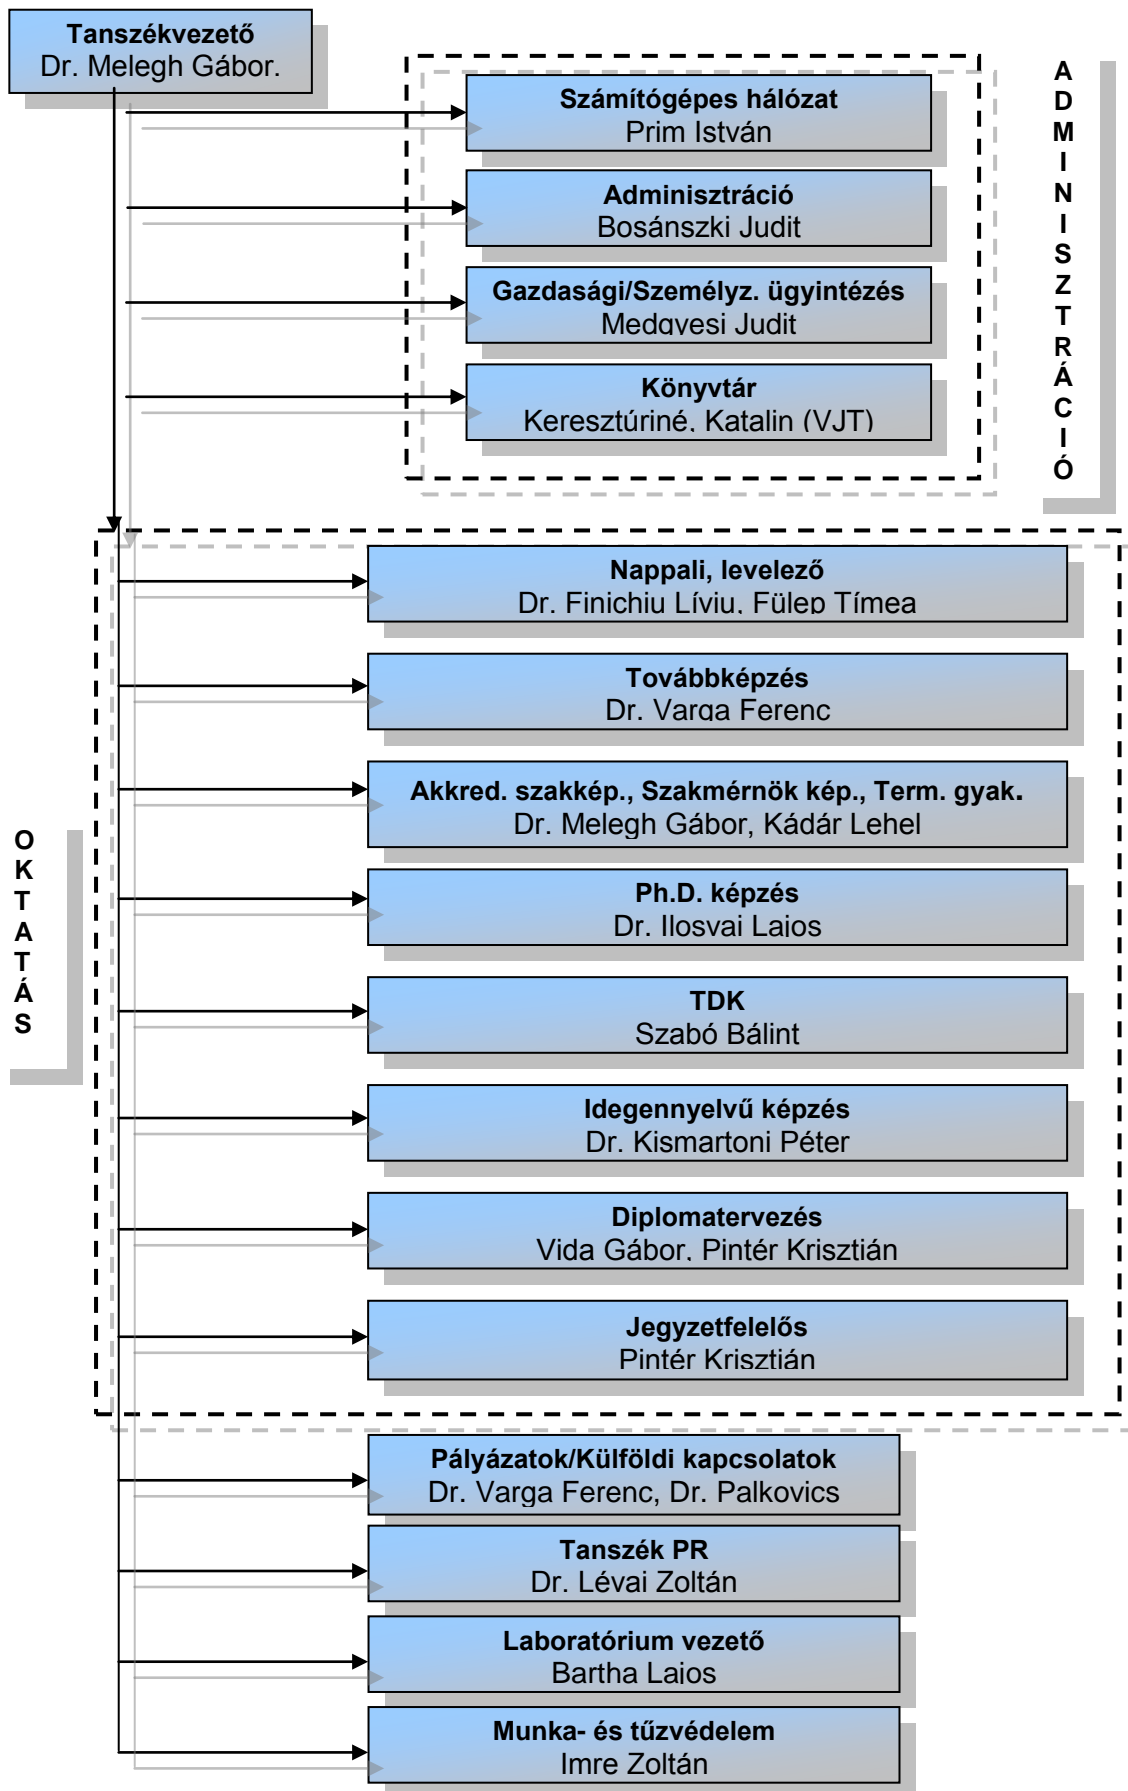 Tanszékvezető
Dr. Melegh Gábor.
Számítógépes hálózat
Prim István
Adminisztráció
Bosánszki Judit
Gazdasági/Személyz. ügyintézés
Medgyesi Judit
Könyvtár
Keresztúriné, Katalin (VJT)
ADMINISZTRÁCIÓ
Nappali, levelező
Dr. Finichiu Líviu, Fülep Tímea
Továbbképzés
Dr. Varga Ferenc
Akkred. szakkép., Szakmérnök kép., Term. gyak.
Dr. Melegh Gábor, Kádár Lehel
Ph.D. képzés
Dr. Ilosvai Lajos
TDK
Szabó Bálint
Idegennyelvű képzés
Dr. Kismartoni Péter
Diplomatervezés
Vida Gábor, Pintér Krisztián
Jegyzetfelelős
Pintér Krisztián
OKTATÁS
Pályázatok/Külföldi kapcsolatok
Dr. Varga Ferenc, Dr. Palkovics
Tanszék PR
Dr. Lévai Zoltán
Laboratórium vezető
Bartha Lajos
Munka- és tűzvédelem
Imre Zoltán